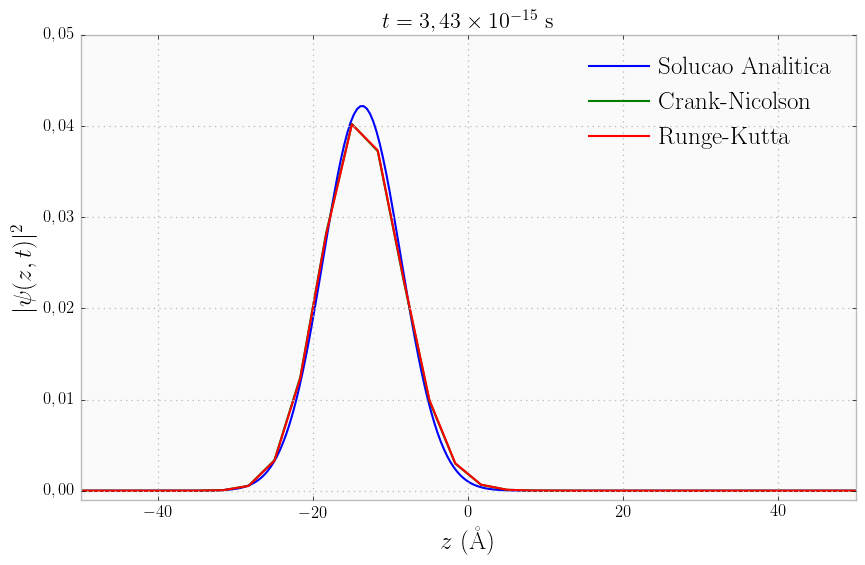 t = 3,43 × 10⁻¹⁵ s
0,05
0,04
0,03
0,02
0,01
0,00
|ψ(z,t)|²
Solucao Analitica
Crank-Nicolson
Runge-Kutta
−40
−20
0
20
40
z (Å)